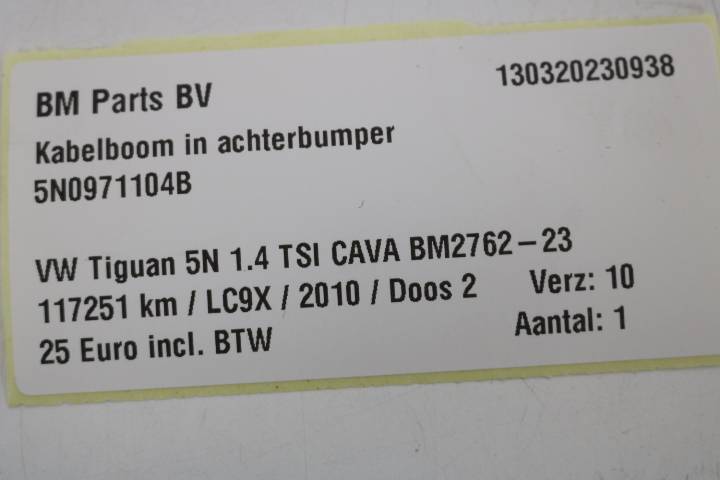 BM Parts BV 130320230938
Kabelboom in achterbumper
5N0971104B
VW Tiguan 5N 1.4 TSI CAVA BM2762-23
117251 km / LC9X / 2010 / Doos 2 Verz: 10
25 Euro incl. BTW Aantal: 1